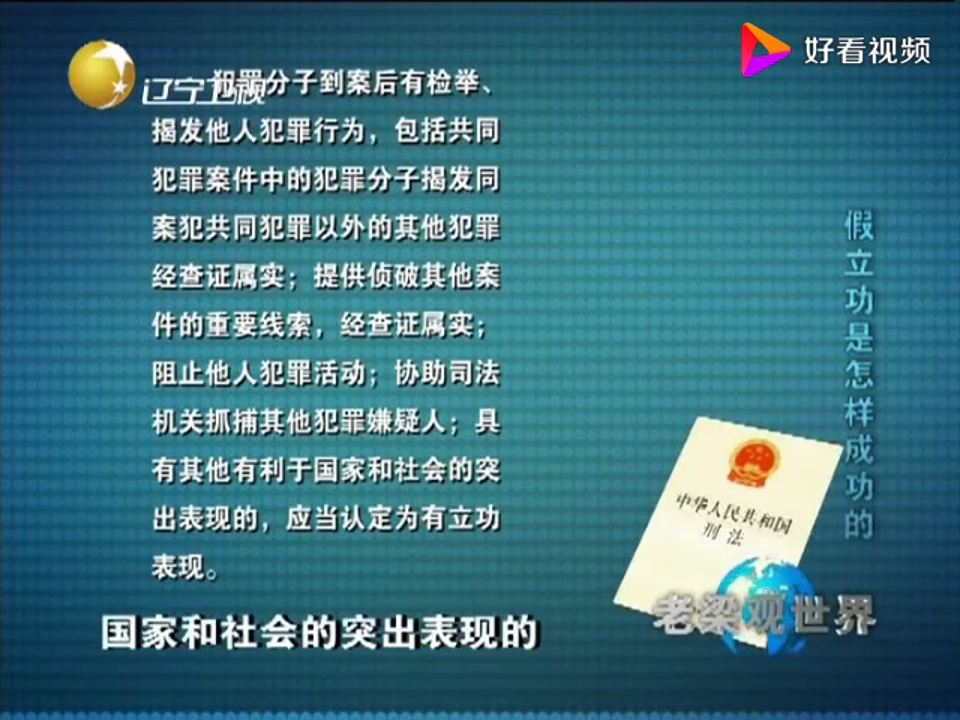 好看视频
辽宁卫视
犯罪分子到案后有检举、
揭发他人犯罪行为，包括共同
犯罪案件中的犯罪分子揭发同
案犯共同犯罪以外的其他犯罪
经查证属实；提供侦破其他案
件的重要线索，经查证属实；
阻止他人犯罪活动；协助司法
机关抓捕其他犯罪嫌疑人；具
有其他有利于国家和社会的突
出表现的，应当认定为有立功
表现。
假立功是怎样成功的
中华人民共和国
刑法
老梁观世界
国家和社会的突出表现的